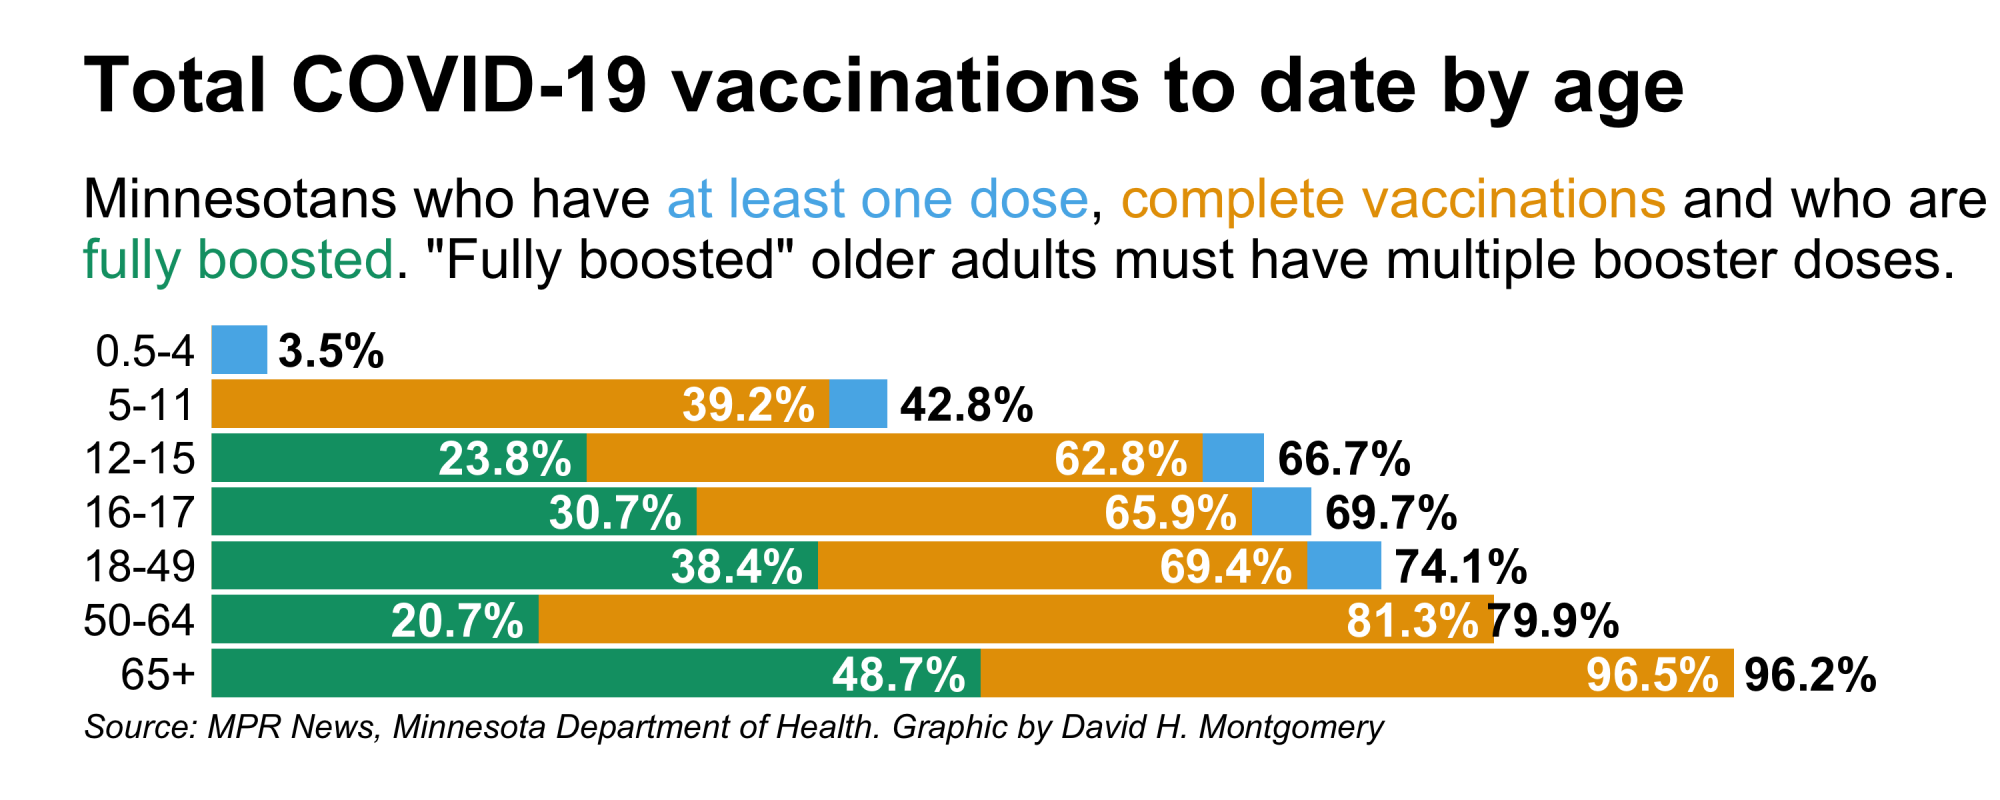 Total COVID-19 vaccinations to date by age
Minnesotans who have at least one dose, complete vaccinations and who are
fully boosted. "Fully boosted" older adults must have multiple booster doses.
0.5-4 3.5%
5-11 39.2% 42.8%
12-15 23.8% 62.8% 66.7%
16-17 30.7% 65.9% 69.7%
18-49 38.4% 69.4% 74.1%
50-64 20.7% 81.3% 79.9%
65+ 48.7% 96.5% 96.2%
Source: MPR News, Minnesota Department of Health. Graphic by David H. Montgomery